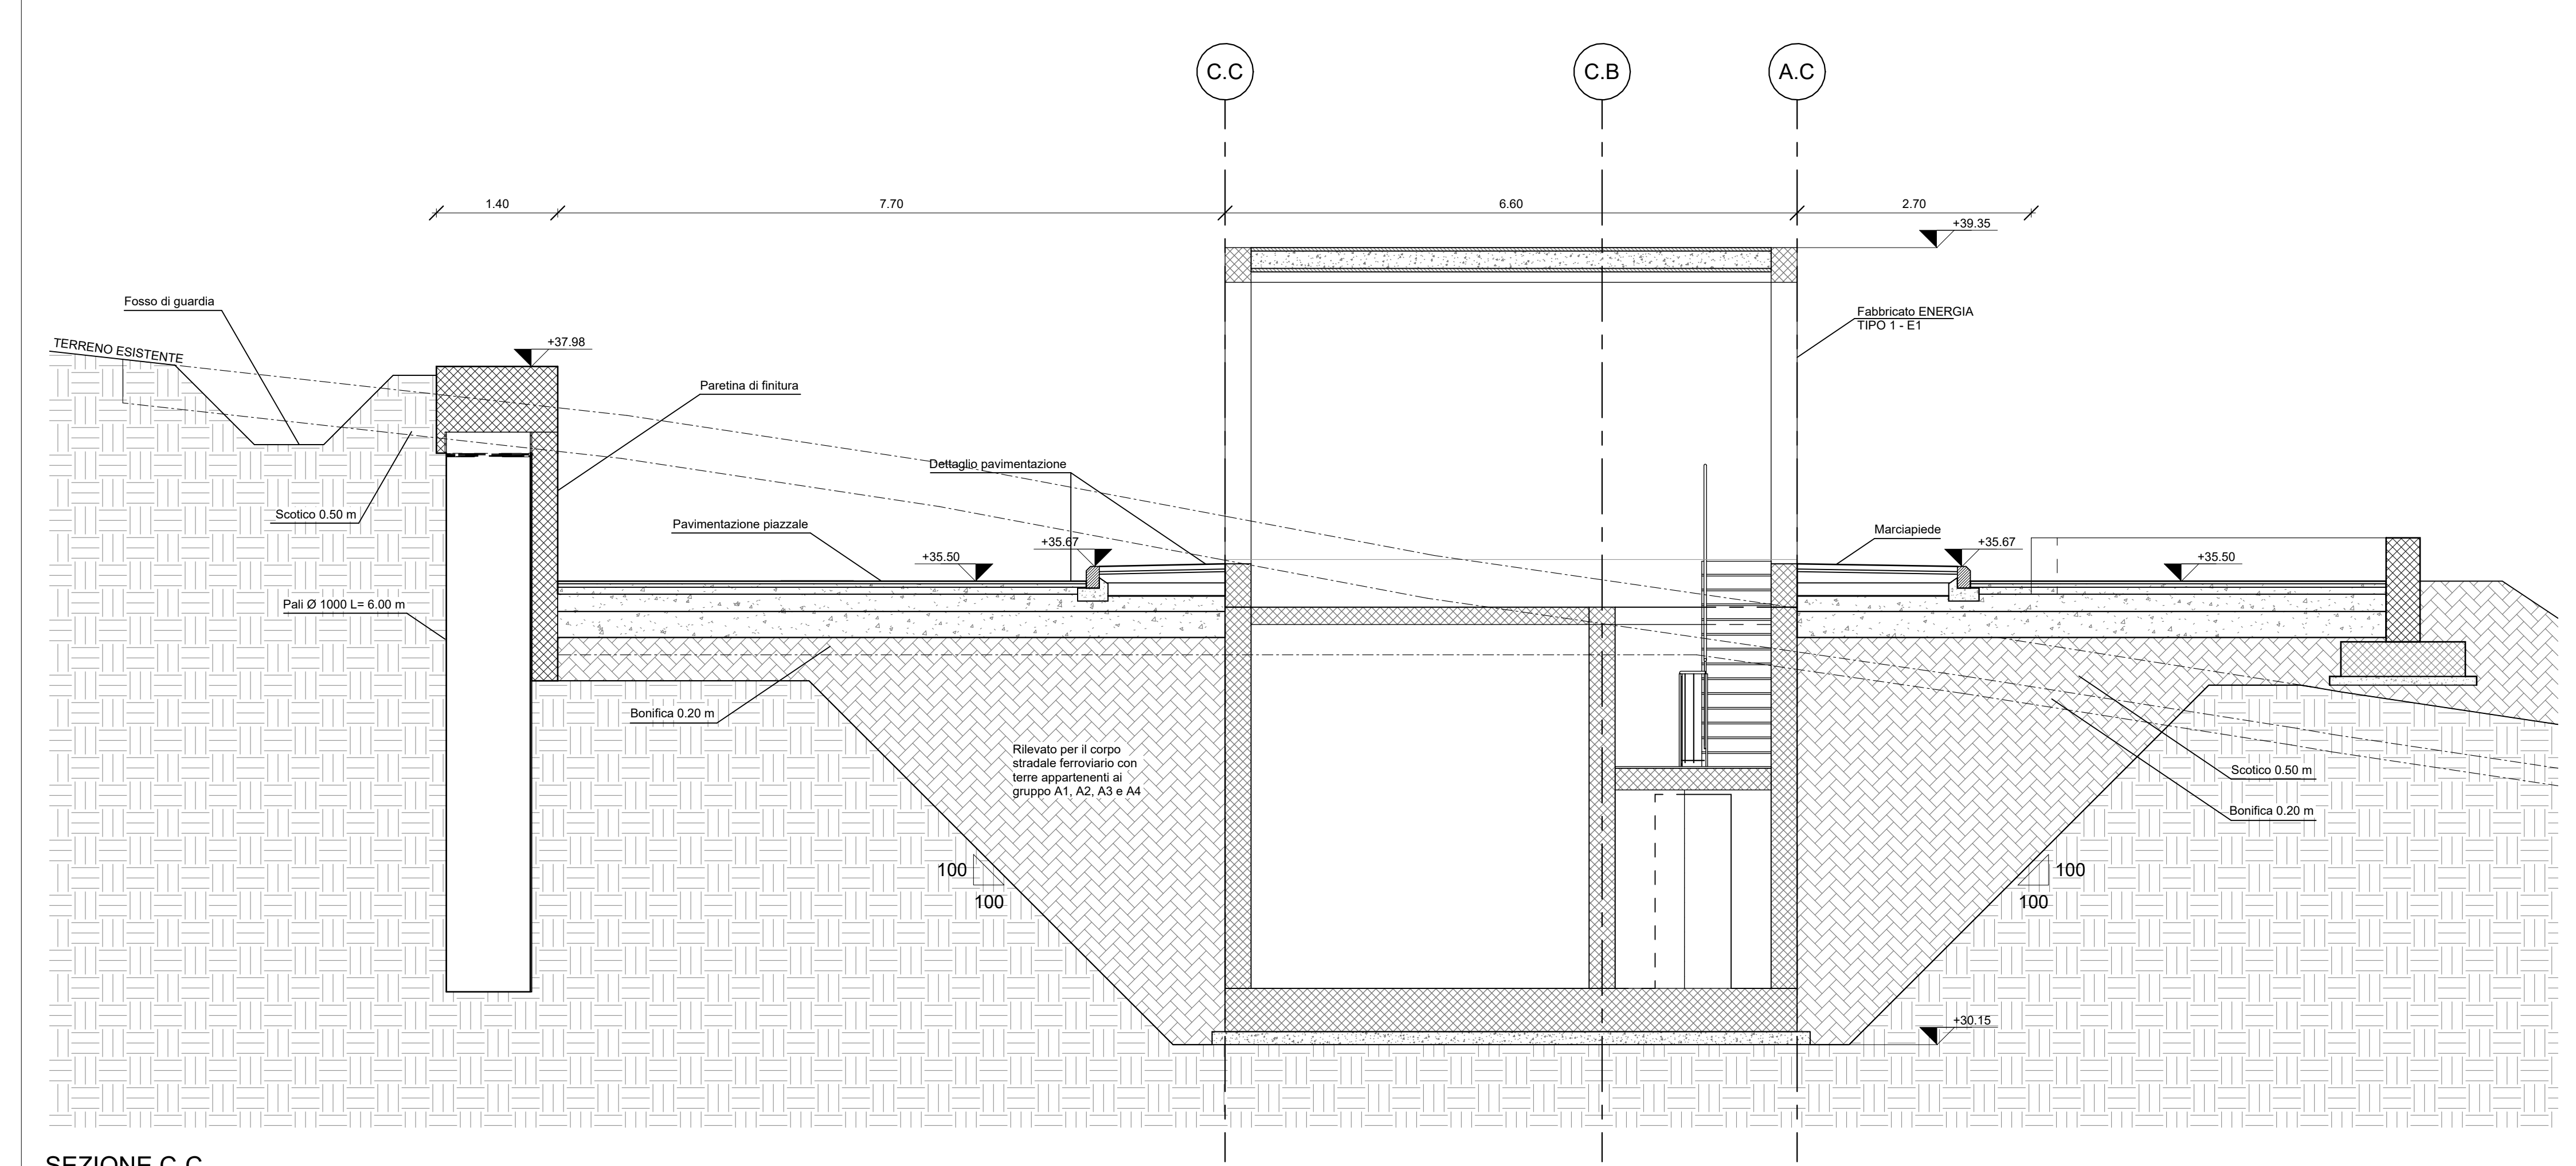 C.C
C.B
A.C
1.40
7.70
6.60
2.70
+39.35
Fosso di guardia
Fabbricato ENERGIA
TIPO 1 - E1
TERRENO ESISTENTE
+37.98
Paretina di finitura
Dettaglio pavimentazione
Scotico 0.50 m
Pavimentazione piazzale
+35.50
+35.67
Marciapiede
+35.67
+35.50
Pali Ø 1000 L= 6.00 m
Bonifica 0.20 m
Rilevato per il corpo
stradale ferroviario con
terre appartenenti ai
gruppo A1, A2, A3 e A4
Scotico 0.50 m
Bonifica 0.20 m
100
100
100
100
+30.15
SEZIONE C-C